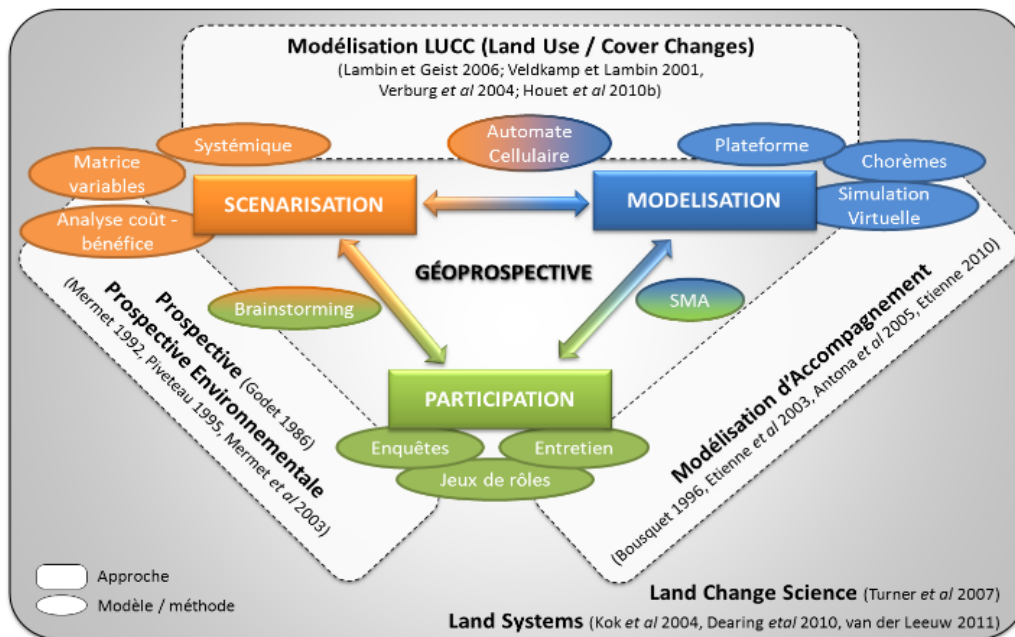 Modélisation LUCC (Land Use / Cover Changes)
(Lambin et Geist 2006; Veldkamp et Lambin 2001,
Verburg et al 2004; Houet et al 2010b)
Systémique
Automate
Cellulaire
Plateforme
Chorèmes
Matrice
variables
SCENARISATION
MODELISATION
Simulation
Virtuelle
Analyse coût -
bénéfice
GÉOPROSPECTIVE
Brainstorming
SMA
Prospective (Godet 1986)
Prospective Environnementale
(Mermet 1992, Piveteau 1995, Mermet et al 2003)
Modélisation d'Accompagnement
(Bousquet 1996, Etienne et al 2003, Antona et al 2005, Etienne 2010)
PARTICIPATION
Enquêtes
Entretien
Jeux de rôles
Approche
Modèle / méthode
Land Change Science (Turner et al 2007)
Land Systems (Kok et al 2004, Dearing etal 2010, van der Leeuw 2011)